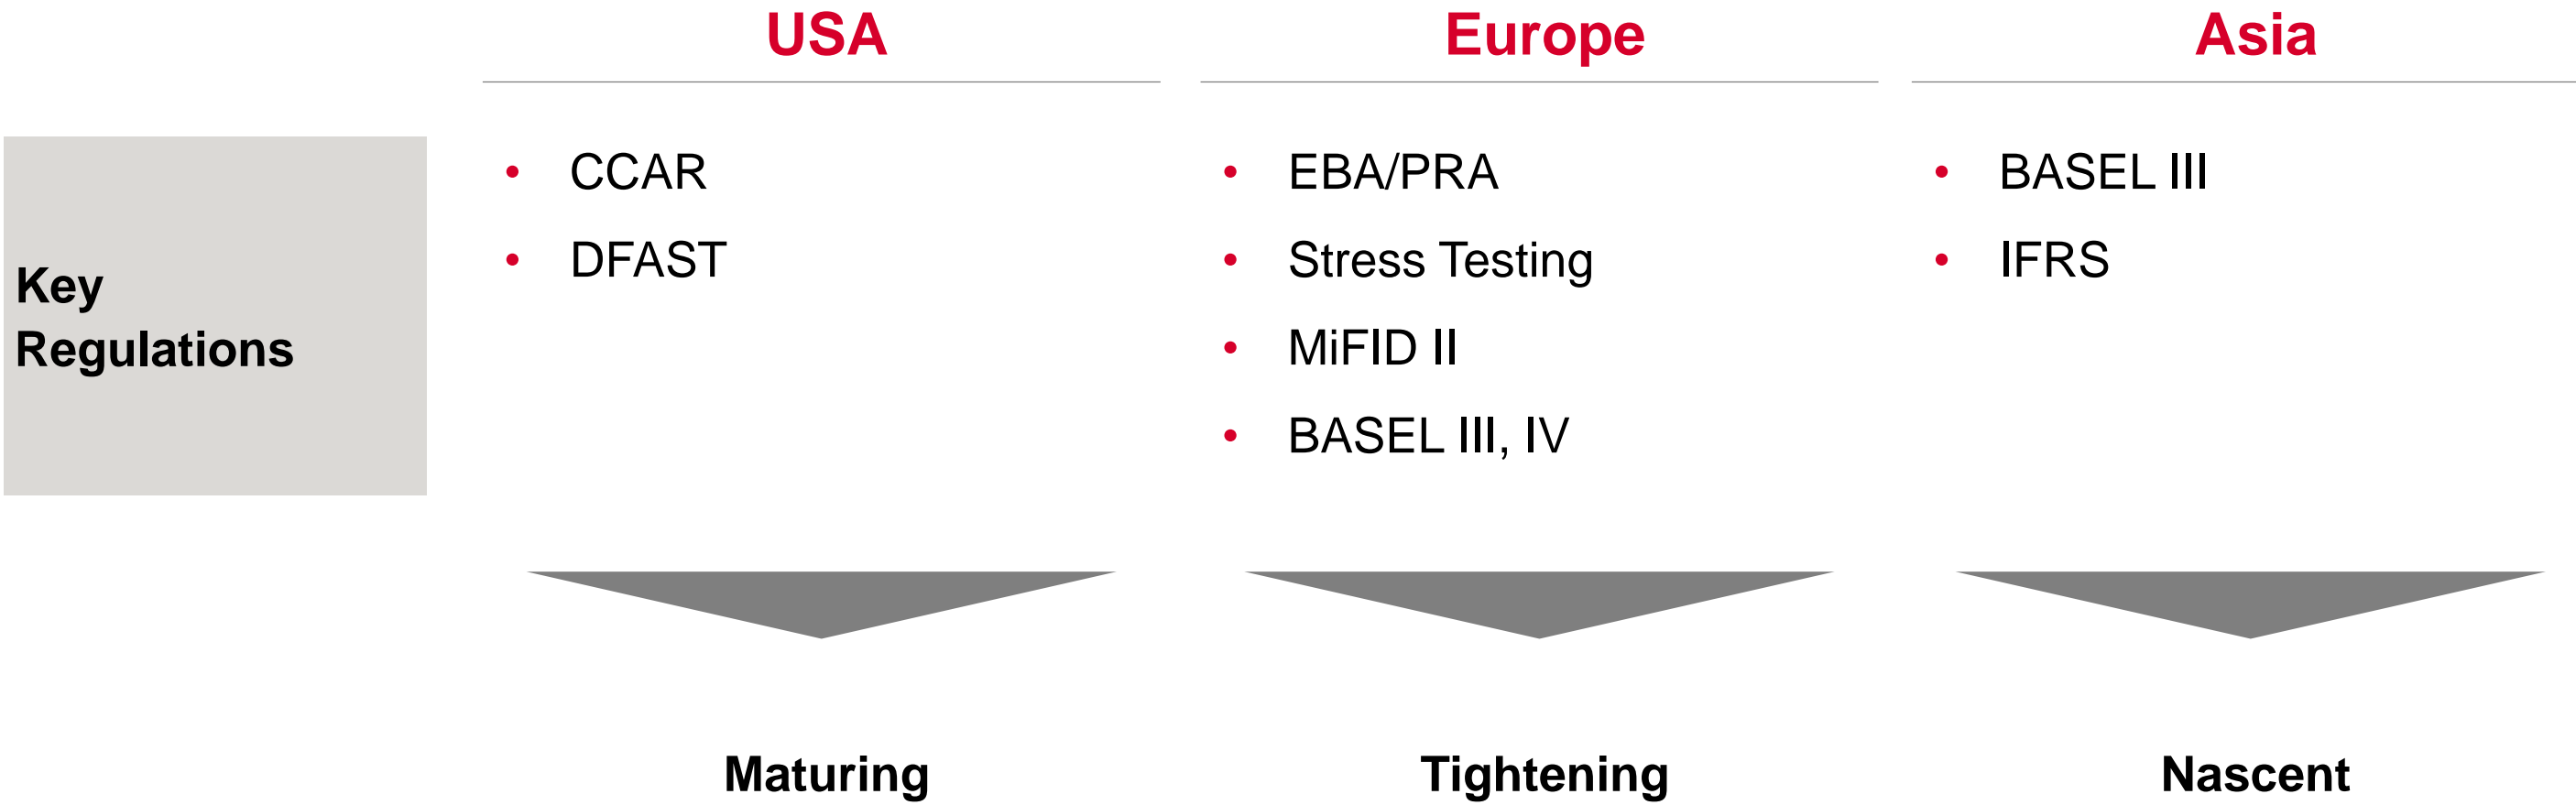 USA
Europe
Asia
Key
Regulations
• CCAR
• DFAST
• EBA/PRA
• Stress Testing
• MiFID II
• BASEL III, IV
• BASEL III
• IFRS
Maturing
Tightening
Nascent